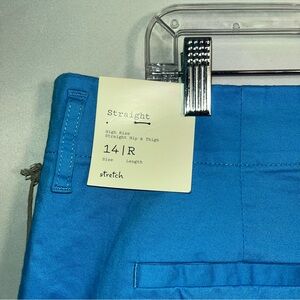 Straight
High Rise
Straight Hip & Thigh
14|R
Size Length
stretch